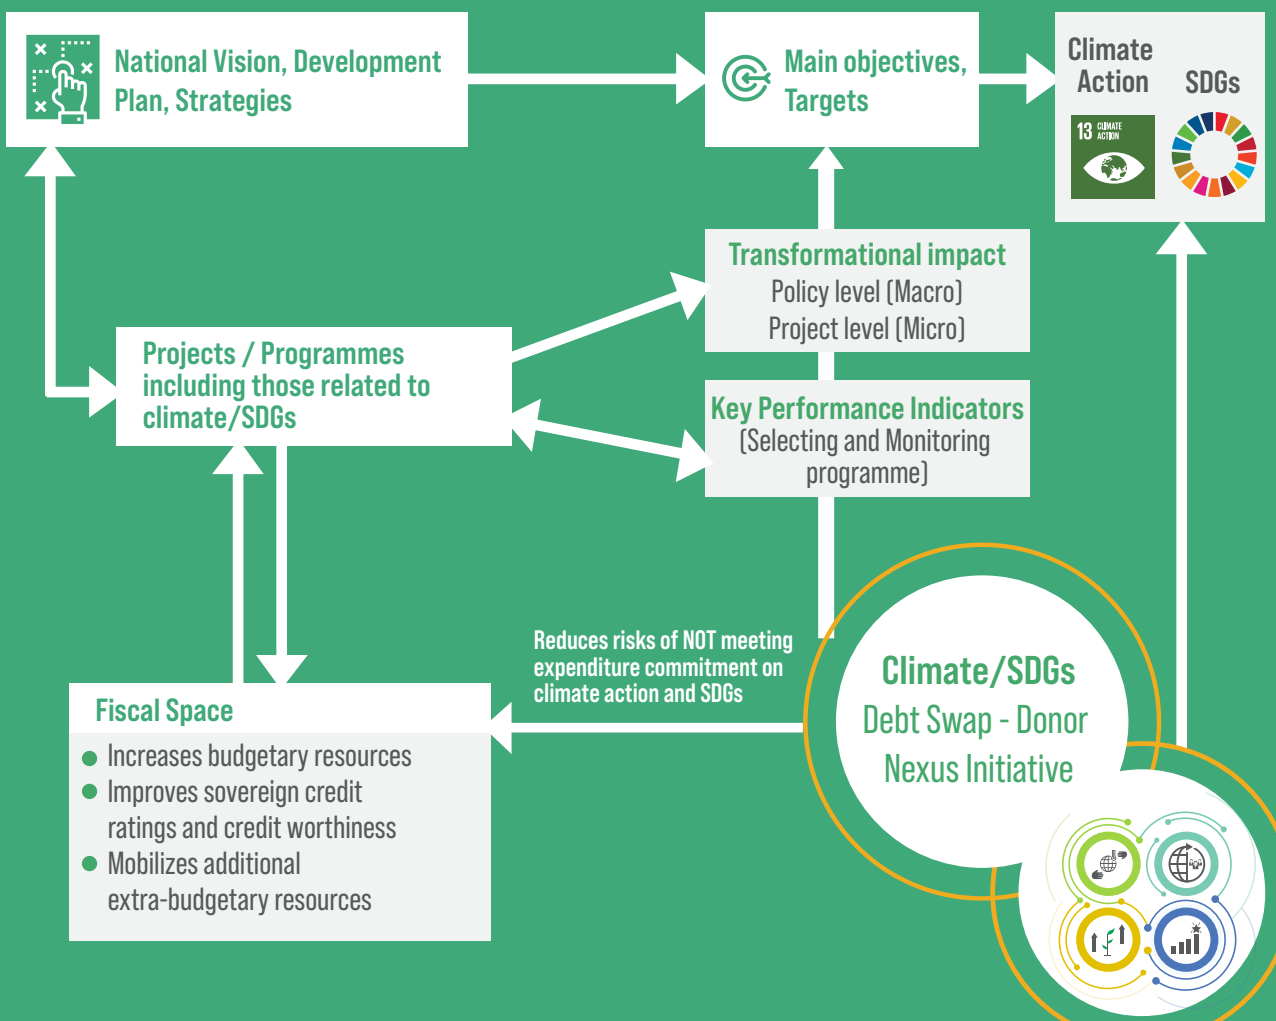 National Vision, Development
Plan, Strategies
Main objectives,
Targets
Climate
Action
SDGs
13 CLIMATE
ACTION
Transformational impact
Policy level (Macro)
Project level (Micro)
Projects / Programmes
including those related to
climate/SDGs
Key Performance Indicators
(Selecting and Monitoring
programme)
Reduces risks of NOT meeting
expenditure commitment on
climate action and SDGs
Climate/SDGs
Debt Swap - Donor
Nexus Initiative
Fiscal Space
Increases budgetary resources
Improves sovereign credit
ratings and credit worthiness
Mobilizes additional
extra-budgetary resources